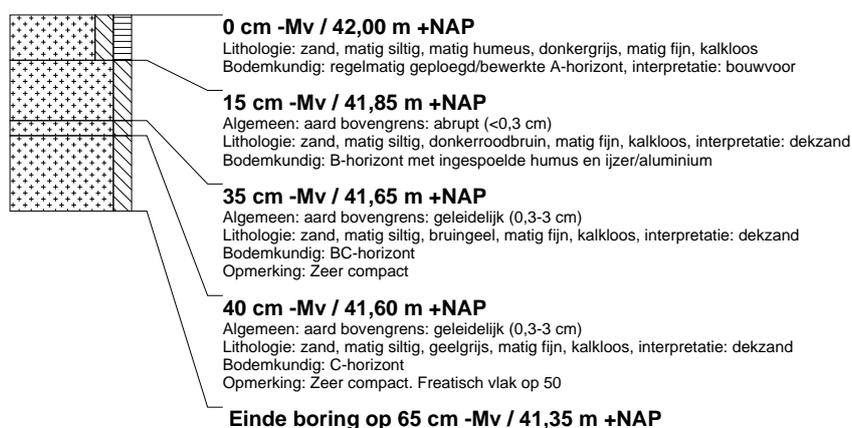 0 cm -Mv / 42,00 m +NAP
Lithologie: zand, matig siltig, matig humeus, donkergrijs, matig fijn, kalkloos
Bodemkundig: regelmatig geploegd/bewerkte A-horizont, interpretatie: bouwvoor
15 cm -Mv / 41,85 m +NAP
Algemeen: aard bovengrens: abrupt (<0,3 cm)
Lithologie: zand, matig siltig, donkerroodbruin, matig fijn, kalkloos, interpretatie: dekzand
Bodemkundig: B-horizont met ingespoelde humus en ijzer/aluminium
35 cm -Mv / 41,65 m +NAP
Algemeen: aard bovengrens: geleidelijk (0,3-3 cm)
Lithologie: zand, matig siltig, bruingeel, matig fijn, kalkloos, interpretatie: dekzand
Bodemkundig: BC-horizont
Opmerking: Zeer compact
40 cm -Mv / 41,60 m +NAP
Algemeen: aard bovengrens: geleidelijk (0,3-3 cm)
Lithologie: zand, matig siltig, geelgrijs, matig fijn, kalkloos, interpretatie: dekzand
Bodemkundig: C-horizont
Opmerking: Zeer compact. Freatisch vlak op 50
Einde boring op 65 cm -Mv / 41,35 m +NAP